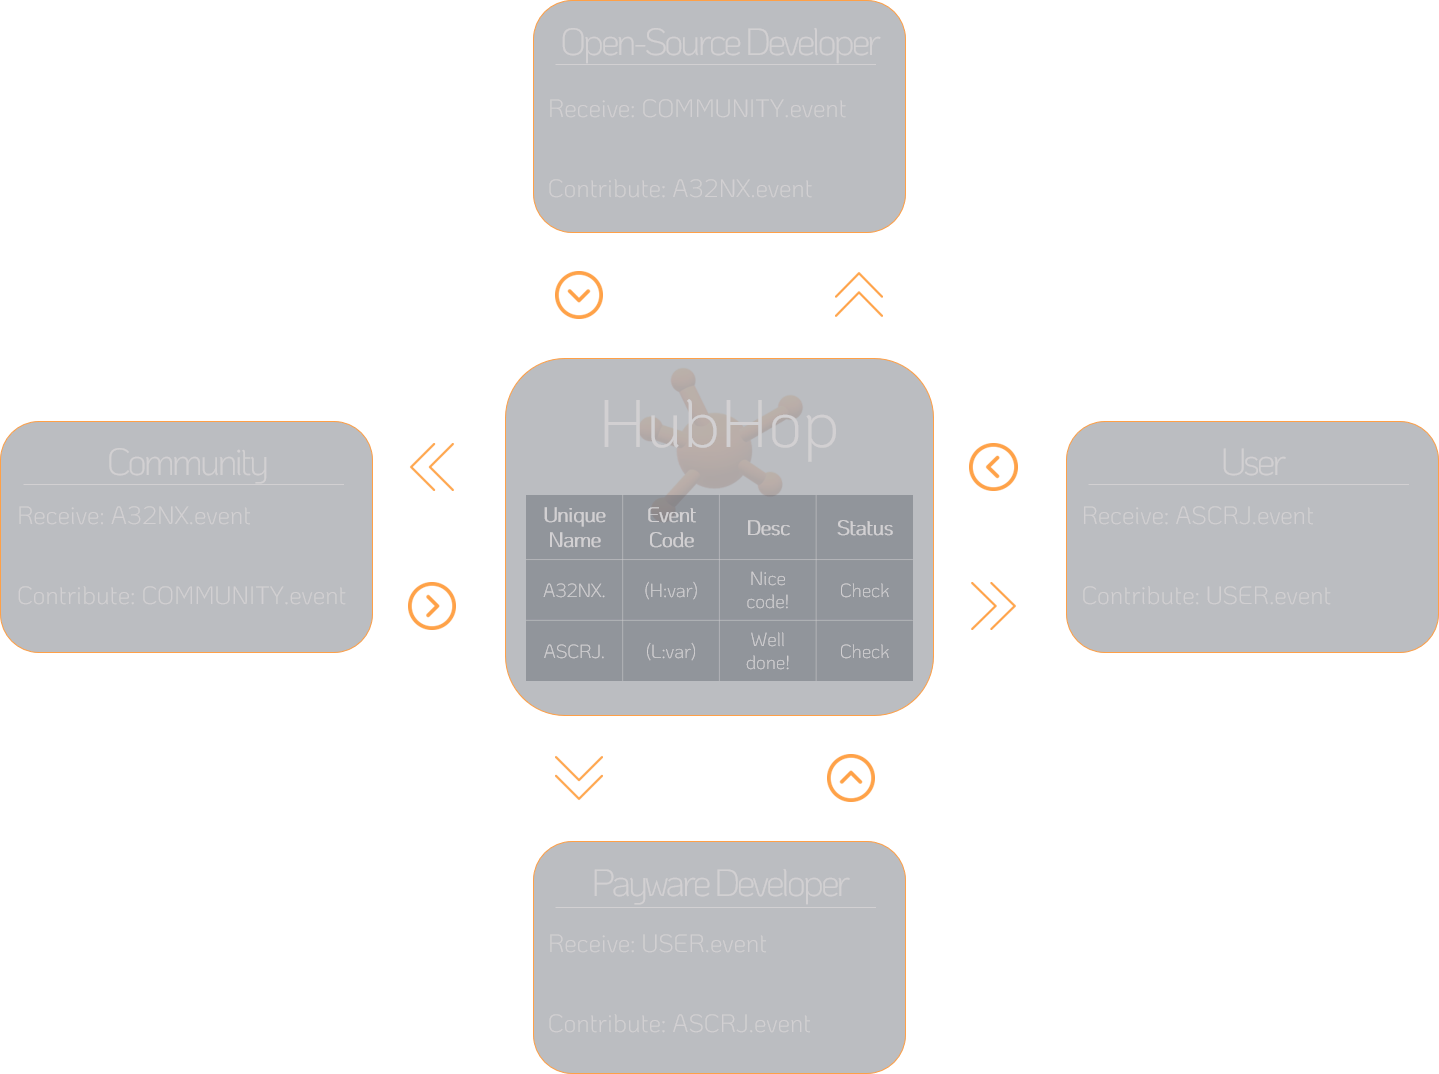 Open-Source Developer
Receive: COMMUNITY.event
Contribute: A32NX.event
HubHop
Community
Receive: A32NX.event
Contribute: COMMUNITY.event
Unique Name
Event Code
Desc
Status
A32NX.
(H:var)
Nice code!
Check
ASCRJ.
(L:var)
Well done!
Check
User
Receive: ASCRJ.event
Contribute: USER.event
Payware Developer
Receive: USER.event
Contribute: ASCRJ.event